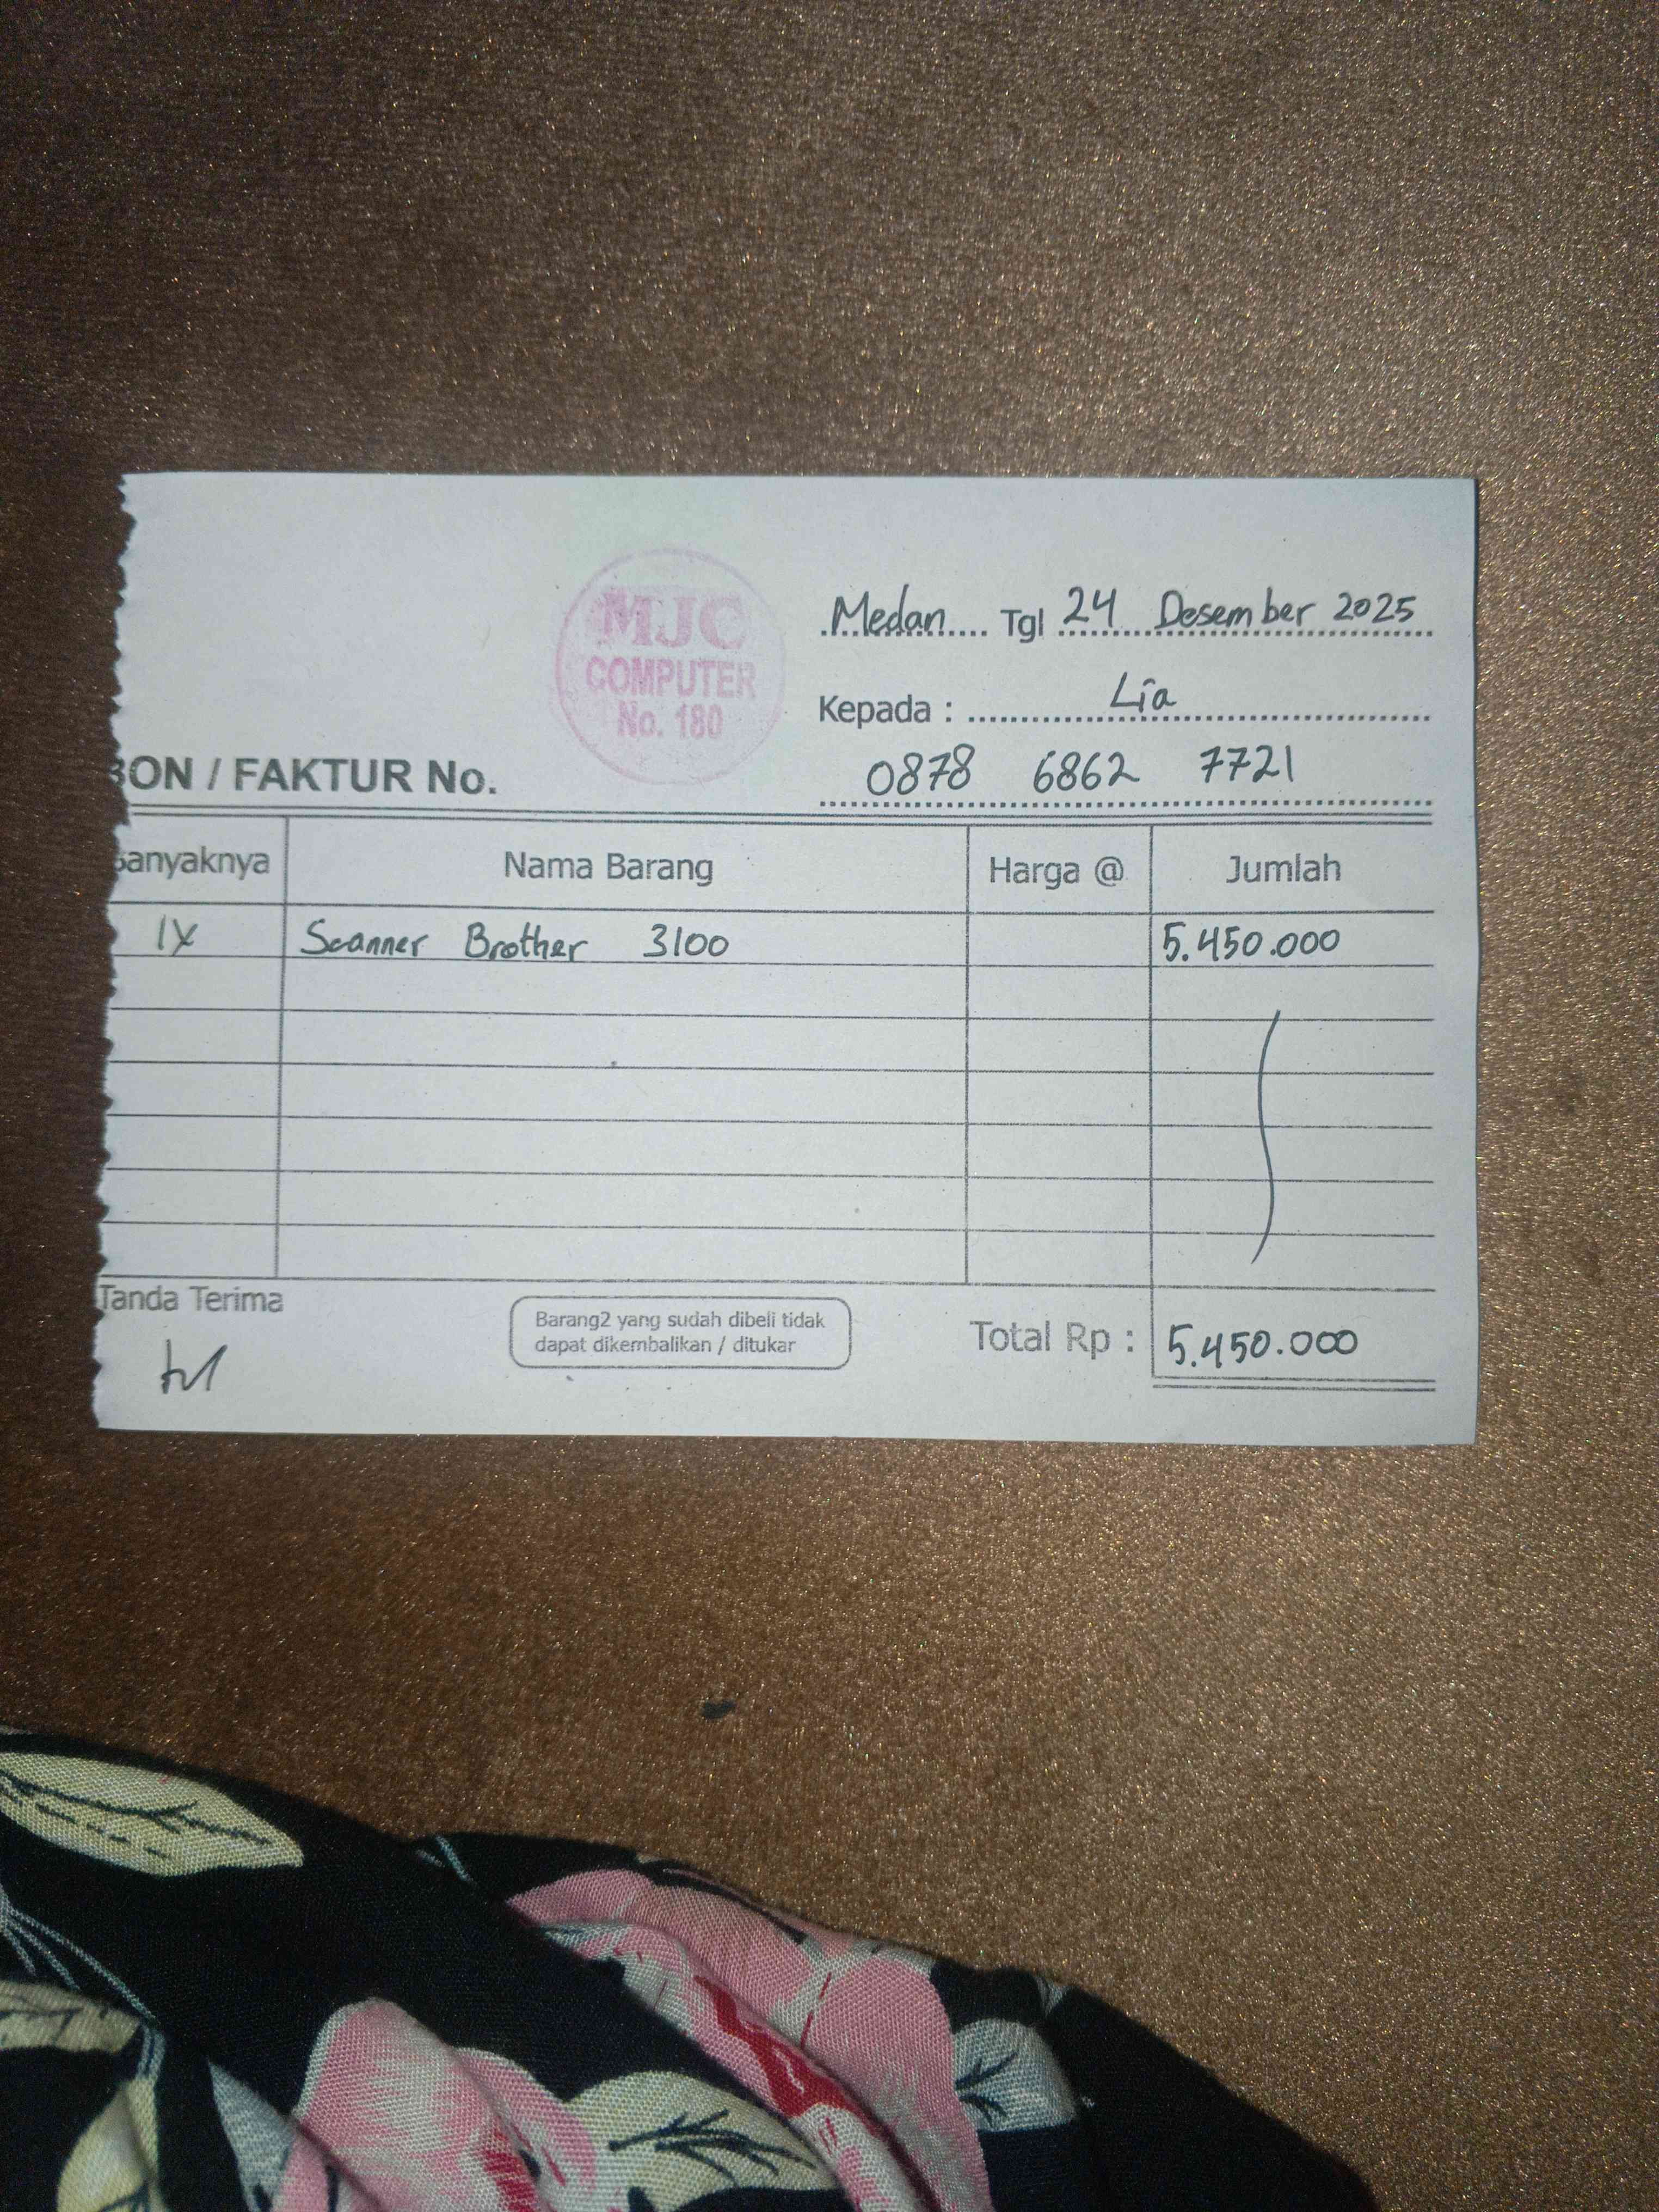 MJC
COMPUTER
No. 180
Medan Tgl 24 Desember 2025
Kepada : Lia
0878 6862 7721
BON / FAKTUR No.
Banyaknya Nama Barang Harga @ Jumlah
1X Scanner Brother 3100 5.450.000
Tanda Terima
Barang2 yang sudah dibeli tidak
dapat dikembalikan / ditukar
Total Rp : 5.450.000